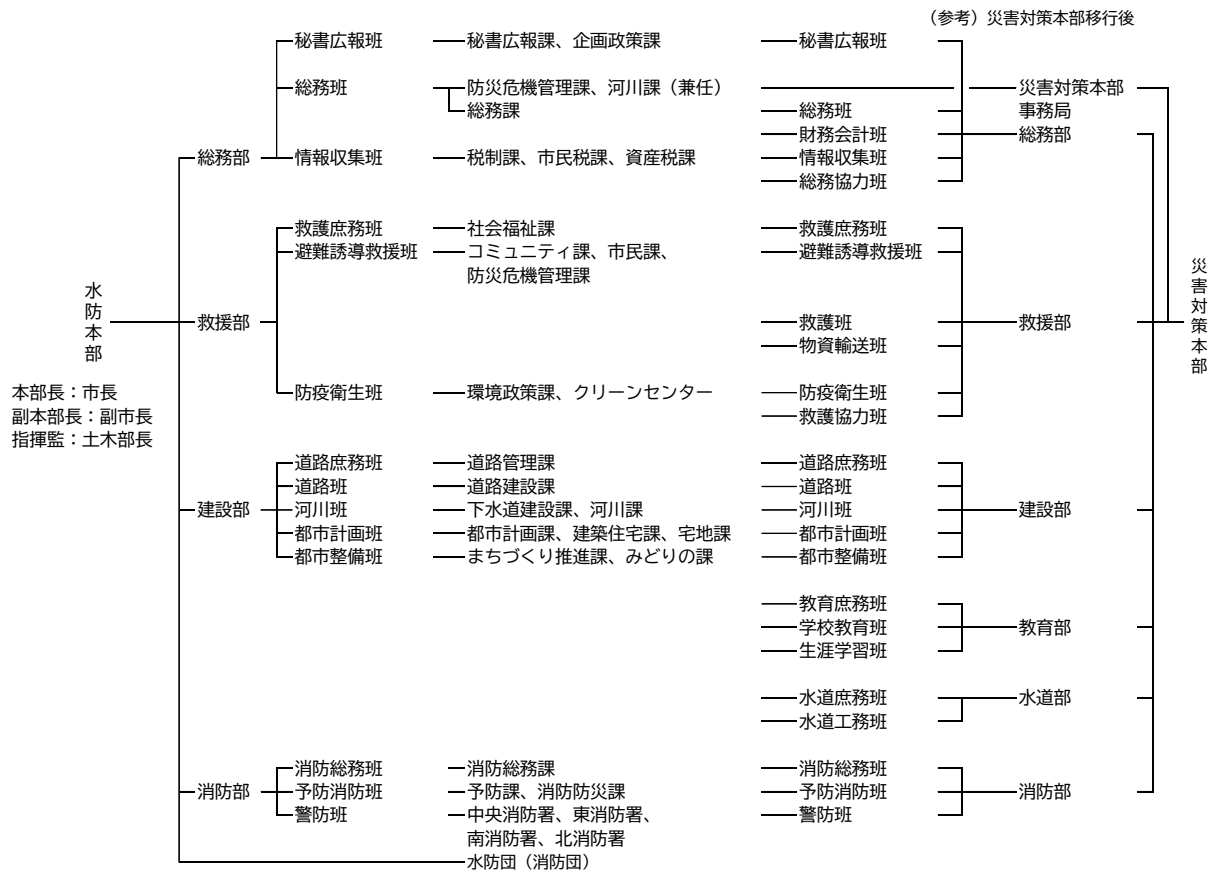 （参考）災害対策本部移行後
秘書広報班 秘書広報課、企画政策課 秘書広報班
総務班 防災危機管理課、河川課（兼任） 災害対策本部
総務課 総務班 事務局
財務会計班 総務部
総務部 情報収集班 税制課、市民税課、資産税課 情報収集班
総務協力班
救護庶務班 社会福祉課 救護庶務班
避難誘導救援班 コミュニティ課、市民課、 避難誘導救援班
防災危機管理課
水防本部 救援部 救護班 救援部 災害対策本部
物資輸送班
本部長：市長 防疫衛生班 環境政策課、クリーンセンター 防疫衛生班
副本部長：副市長 救護協力班
指揮監：土木部長
道路庶務班 道路管理課 道路庶務班
道路班 道路建設課 道路班
建設部 河川班 下水道建設課、河川課 河川班 建設部
都市計画班 都市計画課、建築住宅課、宅地課 都市計画班
都市整備班 まちづくり推進課、みどりの課 都市整備班
教育庶務班
学校教育班 教育部
生涯学習班
水道庶務班 水道部
水道工務班
消防総務班 消防総務課 消防総務班
消防部 予防消防班 予防課、消防防災課 予防消防班 消防部
警防班 中央消防署、東消防署、 警防班
南消防署、北消防署
水防団（消防団）